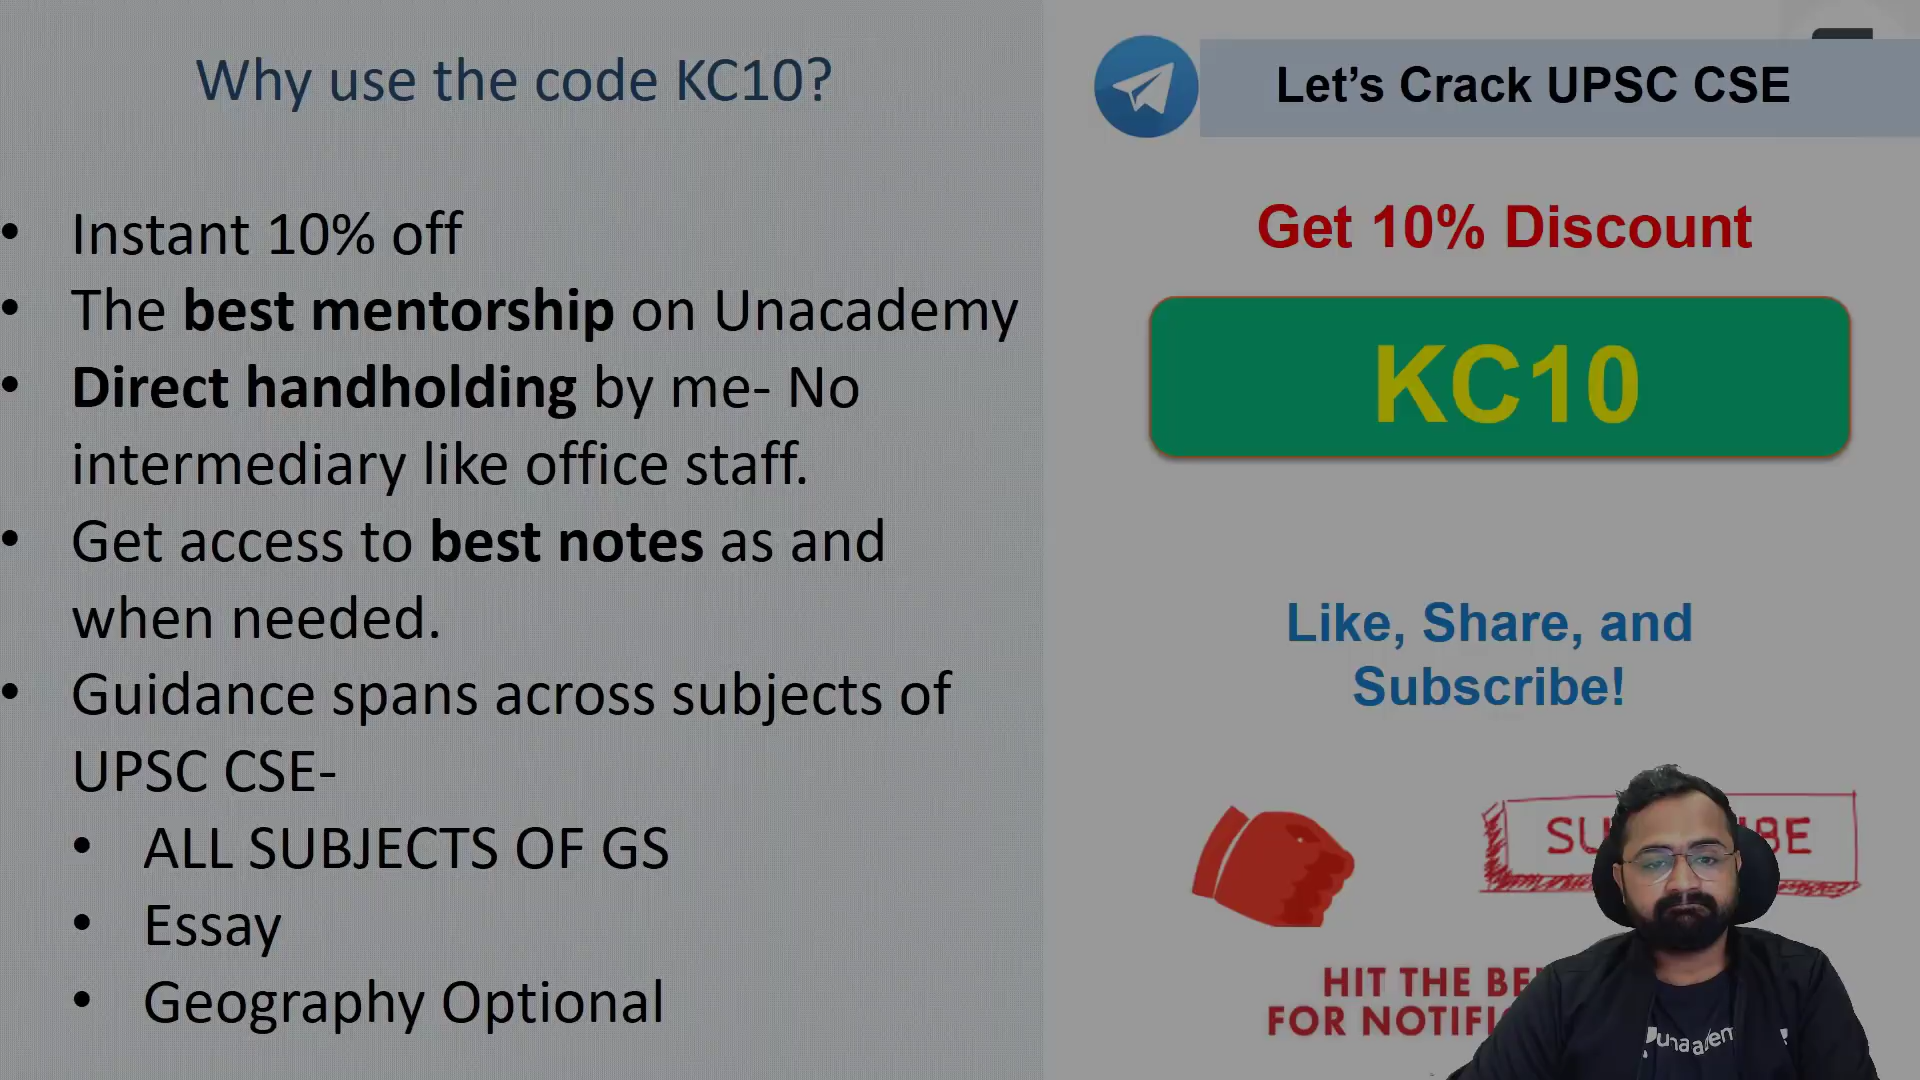 Why use the code KC10?
• Instant 10% off
• The best mentorship on Unacademy
• Direct handholding by me- No
intermediary like office staff.
• Get access to best notes as and
when needed.
• Guidance spans across subjects of
UPSC CSE-
• ALL SUBJECTS OF GS
• Essay
• Geography Optional
Let's Crack UPSC CSE
Get 10% Discount
KC10
Like, Share, and
Subscribe!
HIT THE
FOR